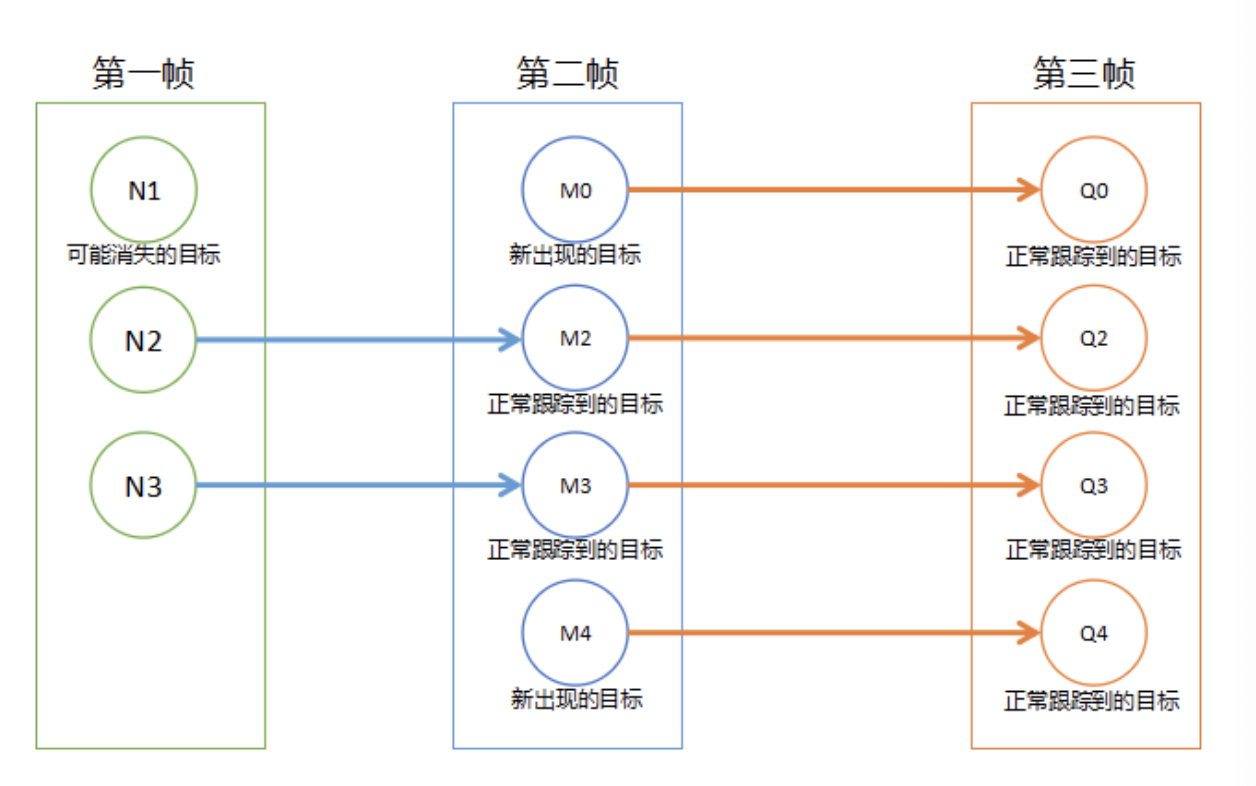 第一帧
第二帧
第三帧
N1
M0
Q0
可能消失的目标
新出现的目标
正常跟踪到的目标
N2
M2
Q2
正常跟踪到的目标
正常跟踪到的目标
N3
M3
Q3
正常跟踪到的目标
正常跟踪到的目标
M4
Q4
新出现的目标
正常跟踪到的目标